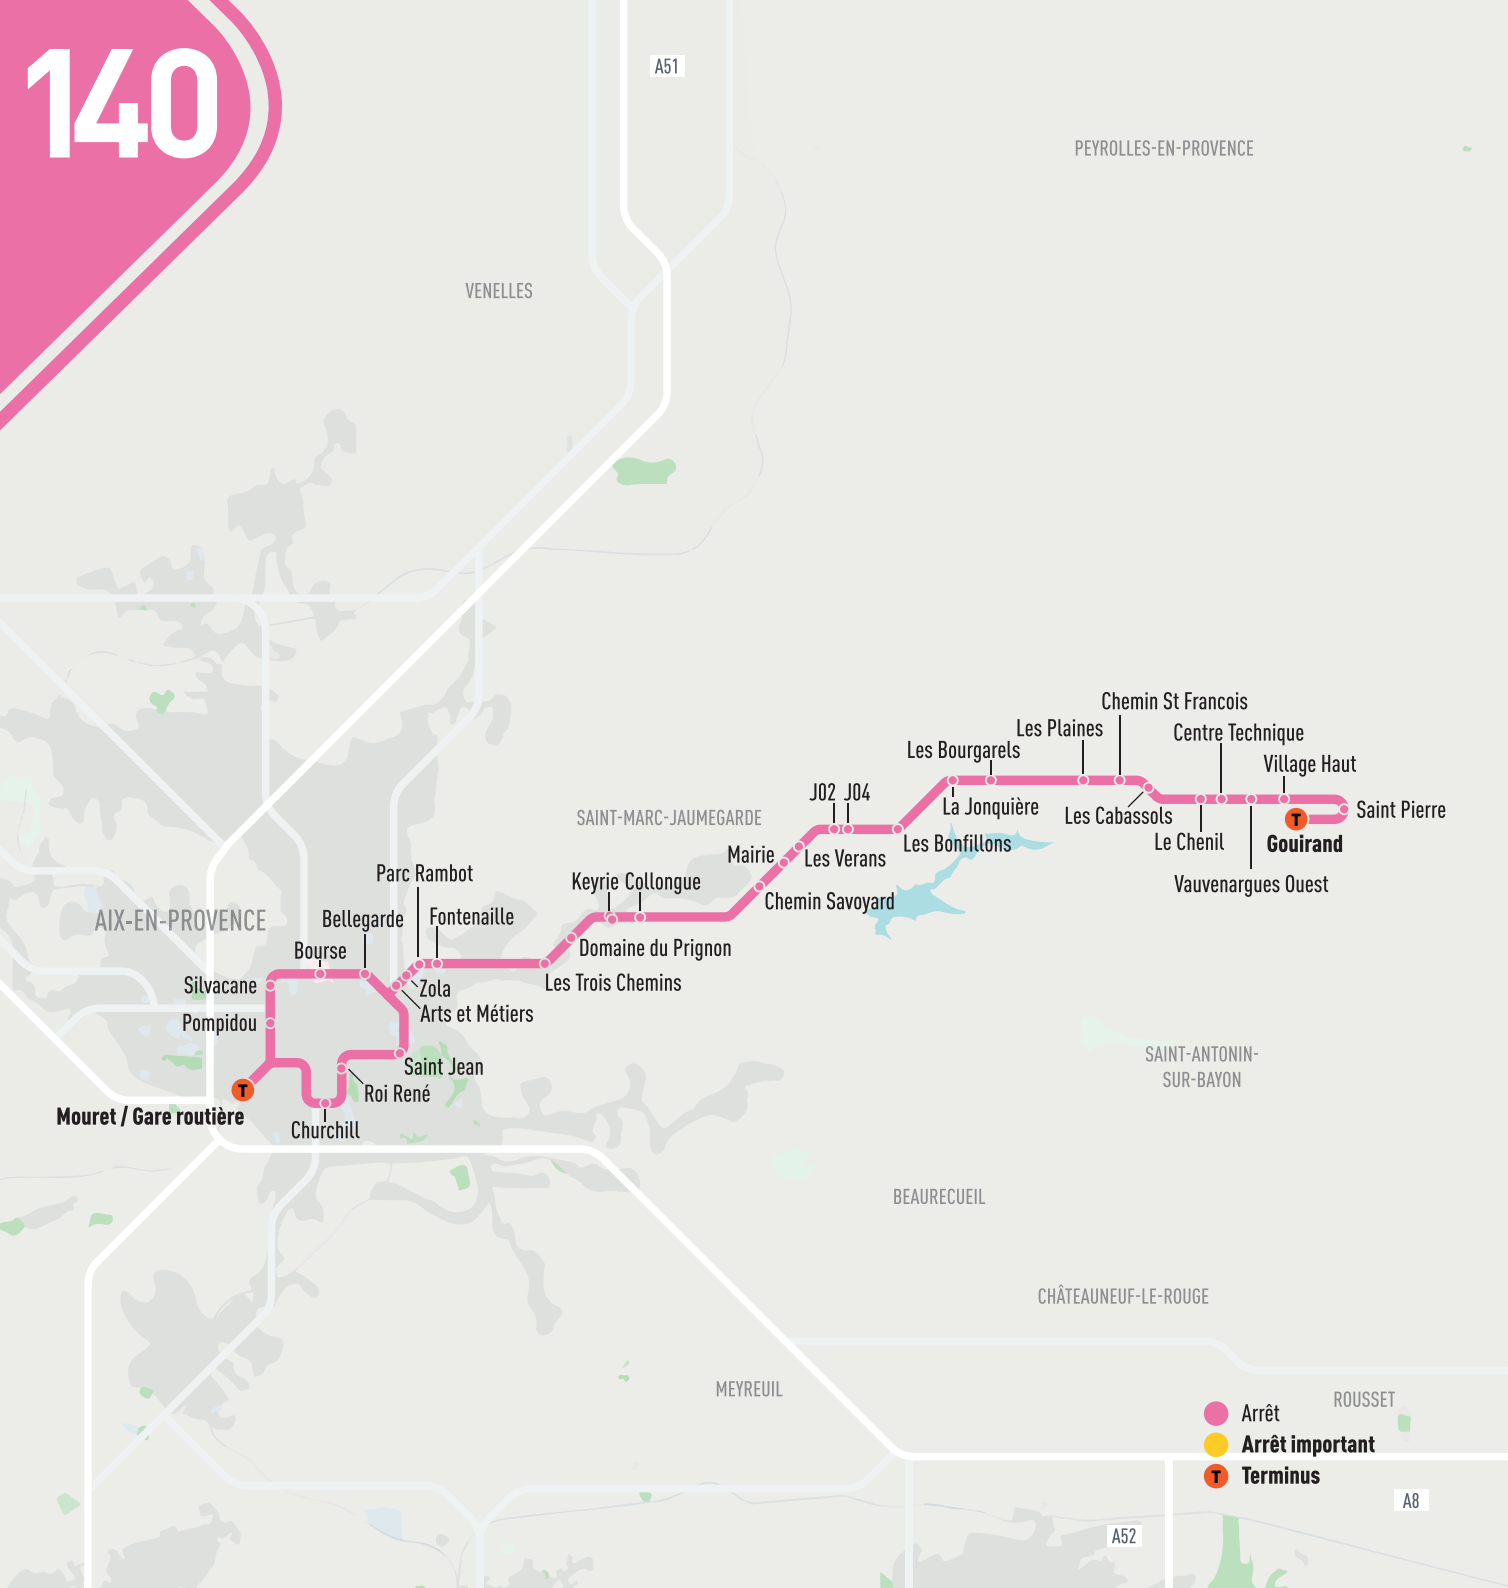 140
A51
PEYROLLES-EN-PROVENCE
VENELLES
Chemin St Francois
Les Plaines
Centre Technique
Les Bourgarels
Village Haut
J02
J04
La Jonquière
Saint Pierre
SAINT-MARC-JAUMEGARDE
Les Cabassols
T
Le Chenil
Gouirand
Les Bonfillons
Mairie
Les Verans
Parc Rambot
Keyrie
Collongue
Vauvenargues Ouest
Chemin Savoyard
AIX-EN-PROVENCE
Bellegarde
Fontenaille
Bourse
Domaine du Prignon
Silvacane
Zola
Les Trois Chemins
Pompidou
Arts et Métiers
SAINT-ANTONIN-
SUR-BAYON
Saint Jean
T
Roi René
Mouret / Gare routière
Churchill
BEAURECUEIL
CHÂTEAUNEUF-LE-ROUGE
MEYREUIL
ROUSSET
Arrêt
Arrêt important
T
Terminus
A8
A52